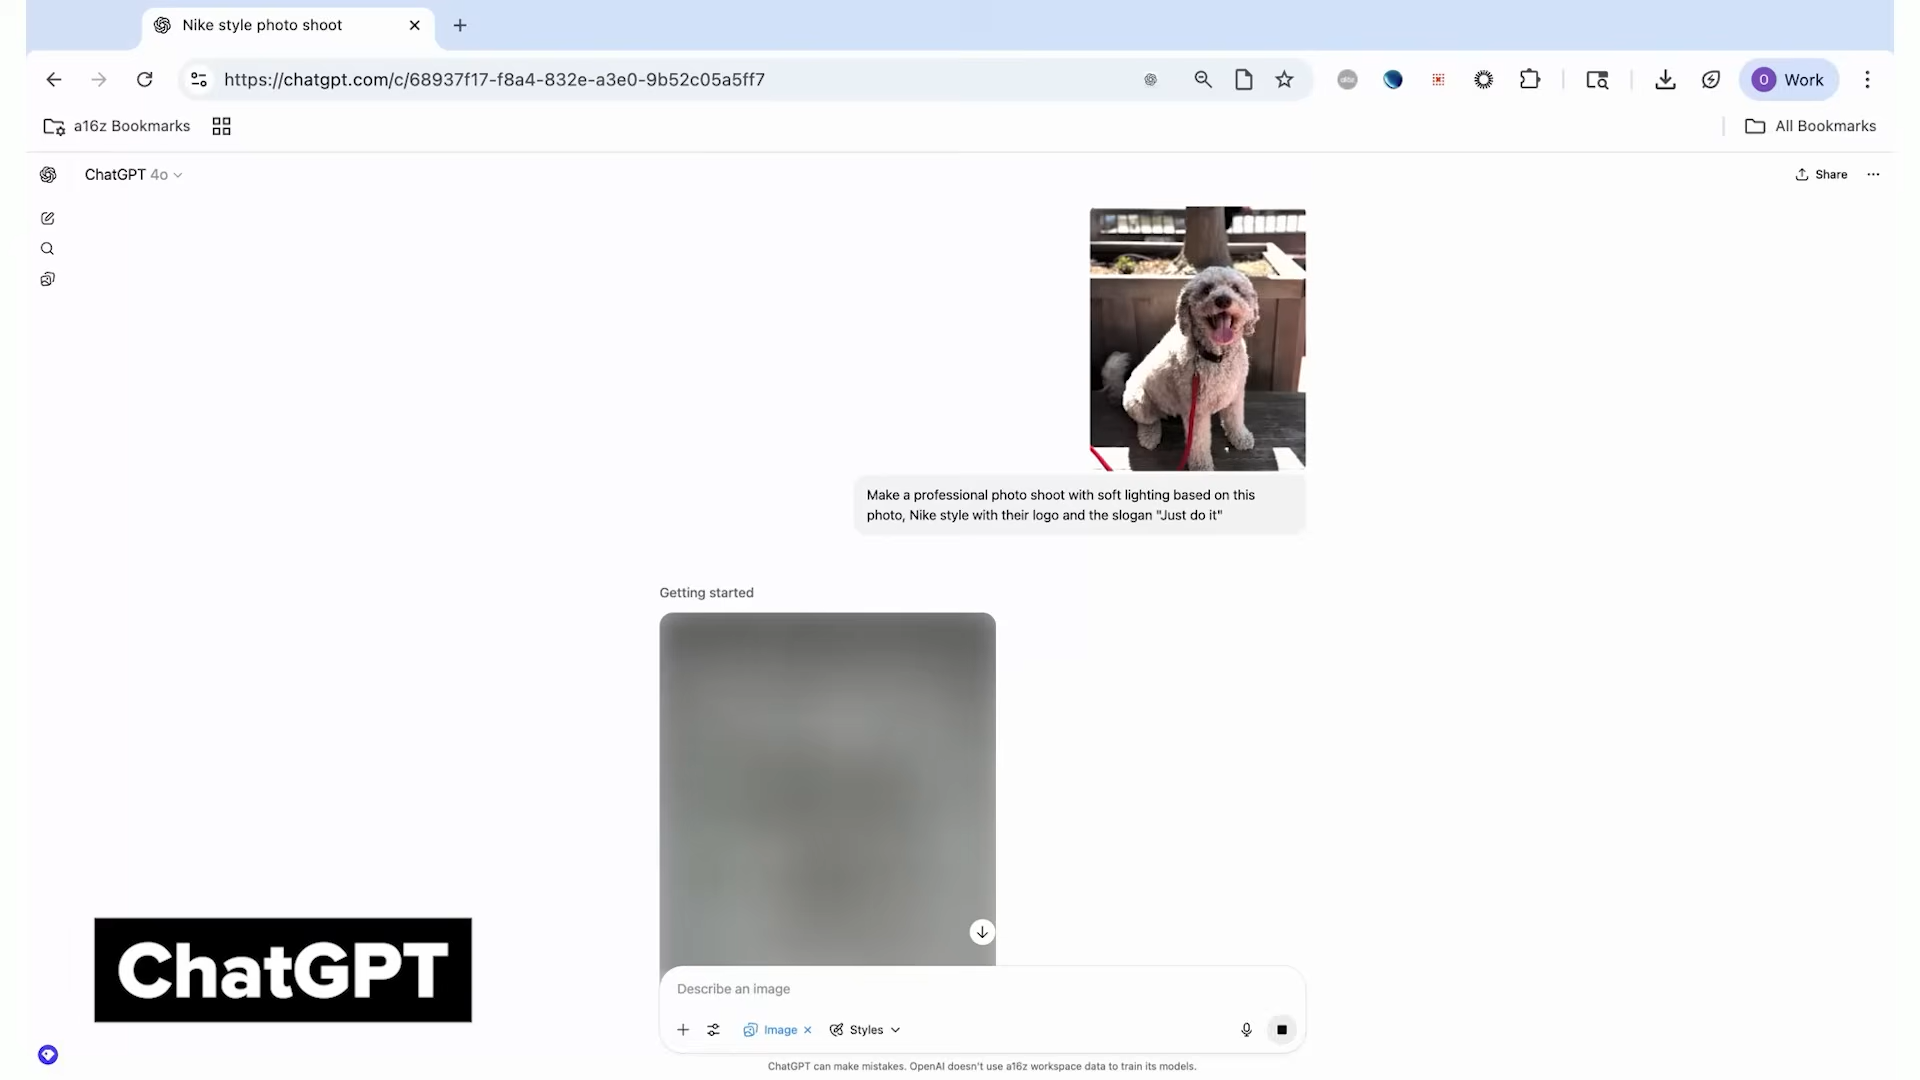 Nike style photo shoot
https://chatgpt.com/c/68937f17-f8a4-832e-a3e0-9b52c05a5ff7
O Work
a16z Bookmarks
All Bookmarks
ChatGPT 4o
Share
Make a professional photo shoot with soft lighting based on this
photo, Nike style with their logo and the slogan "Just do it"
Getting started
ChatGPT
Describe an image
Image
Styles
ChatGPT can make mistakes. OpenAI doesn't use a16z workspace data to train its models.